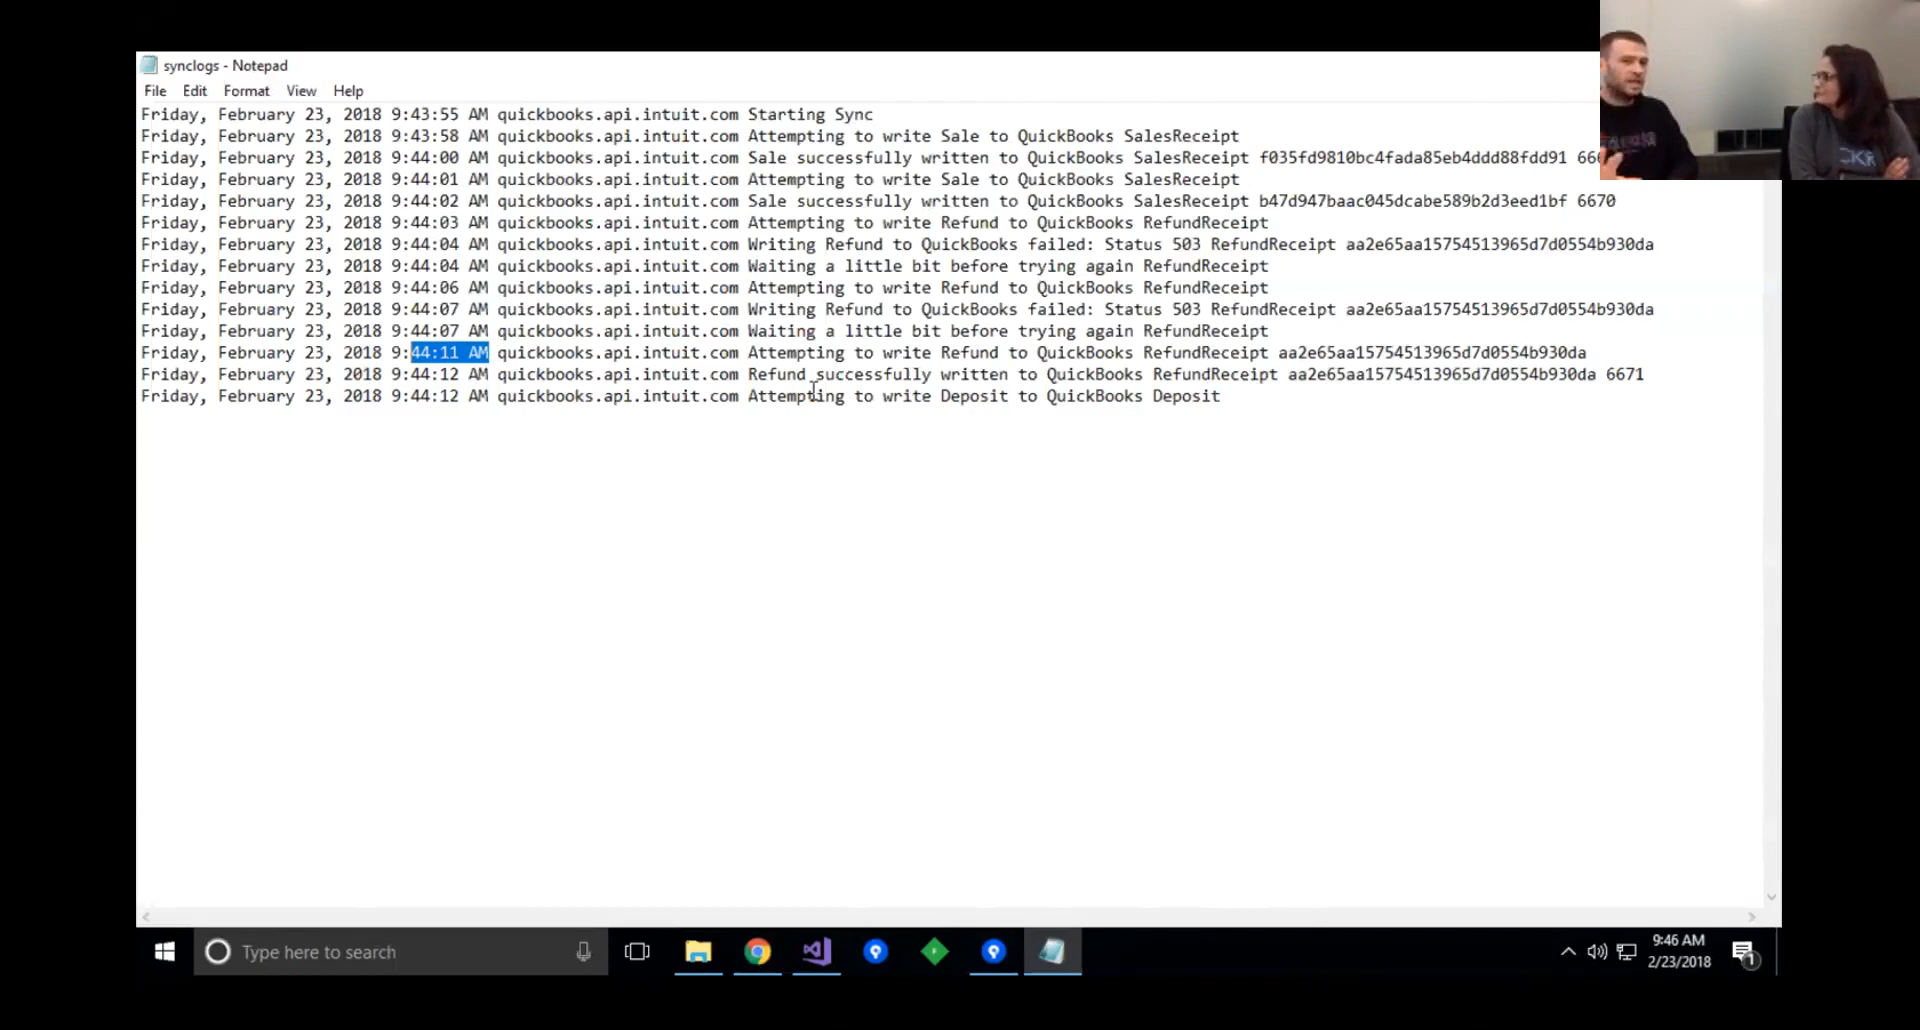 synclogs - Notepad
File Edit Format View Help
Friday, February 23, 2018 9:43:55 AM quickbooks.api.intuit.com Starting Sync
Friday, February 23, 2018 9:43:58 AM quickbooks.api.intuit.com Attempting to write Sale to QuickBooks SalesReceipt
Friday, February 23, 2018 9:44:00 AM quickbooks.api.intuit.com Sale successfully written to QuickBooks SalesReceipt f035fd9810bc4fada85eb4ddd88fdd91
Friday, February 23, 2018 9:44:01 AM quickbooks.api.intuit.com Attempting to write Sale to QuickBooks SalesReceipt
Friday, February 23, 2018 9:44:02 AM quickbooks.api.intuit.com Sale successfully written to QuickBooks SalesReceipt b47d947baac045dcabe589b2d3eed1bf 6670
Friday, February 23, 2018 9:44:03 AM quickbooks.api.intuit.com Attempting to write Refund to QuickBooks RefundReceipt
Friday, February 23, 2018 9:44:04 AM quickbooks.api.intuit.com Writing Refund to QuickBooks failed: Status 503 RefundReceipt aa2e65aa15754513965d7d0554b930da
Friday, February 23, 2018 9:44:04 AM quickbooks.api.intuit.com Waiting a little bit before trying again RefundReceipt
Friday, February 23, 2018 9:44:06 AM quickbooks.api.intuit.com Attempting to write Refund to QuickBooks RefundReceipt
Friday, February 23, 2018 9:44:07 AM quickbooks.api.intuit.com Writing Refund to QuickBooks failed: Status 503 RefundReceipt aa2e65aa15754513965d7d0554b930da
Friday, February 23, 2018 9:44:07 AM quickbooks.api.intuit.com Waiting a little bit before trying again RefundReceipt
Friday, February 23, 2018 9:44:11 AM quickbooks.api.intuit.com Attempting to write Refund to QuickBooks RefundReceipt aa2e65aa15754513965d7d0554b930da
Friday, February 23, 2018 9:44:12 AM quickbooks.api.intuit.com Refund successfully written to QuickBooks RefundReceipt aa2e65aa15754513965d7d0554b930da 6671
Friday, February 23, 2018 9:44:12 AM quickbooks.api.intuit.com Attempting to write Deposit to QuickBooks Deposit
Type here to search
9:46 AM
2/23/2018
1